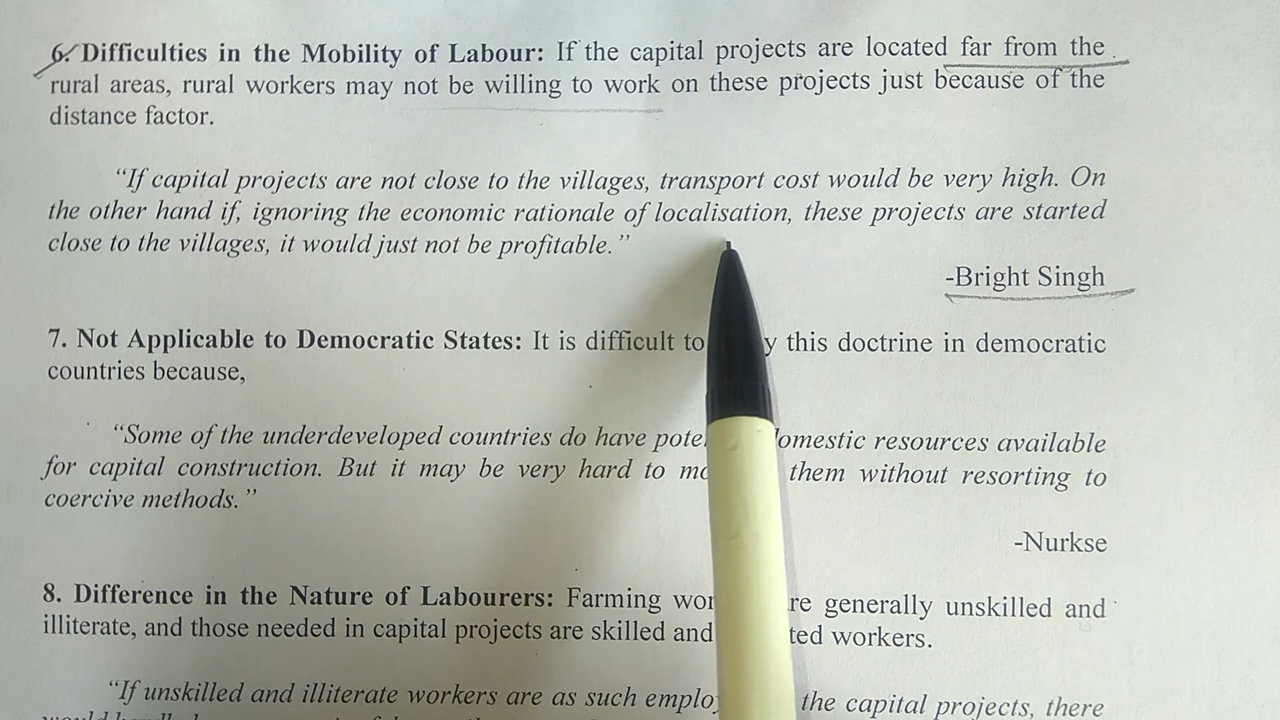 6. Difficulties in the Mobility of Labour: If the capital projects are located far from the
rural areas, rural workers may not be willing to work on these projects just because of the
distance factor.
“If capital projects are not close to the villages, transport cost would be very high. On
the other hand if, ignoring the economic rationale of localisation, these projects are started
close to the villages, it would just not be profitable.”
-Bright Singh
7. Not Applicable to Democratic States: It is difficult to this doctrine in democratic
countries because,
“Some of the underdeveloped countries do have domestic resources available
for capital construction. But it may be very hard to them without resorting to
coercive methods.”
-Nurkse
8. Difference in the Nature of Labourers: Farming generally unskilled and
illiterate, and those needed in capital projects are skilled and workers.
“If unskilled and illiterate workers are as such the capital projects, there